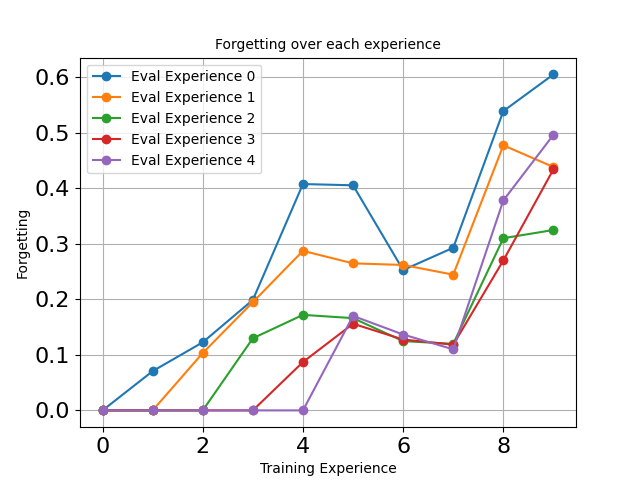 Forgetting over each experience
Eval Experience 0
Eval Experience 1
Eval Experience 2
Eval Experience 3
Eval Experience 4
Forgetting
0.6
0.5
0.4
0.3
0.2
0.1
0.0
0 2 4 6 8
Training Experience